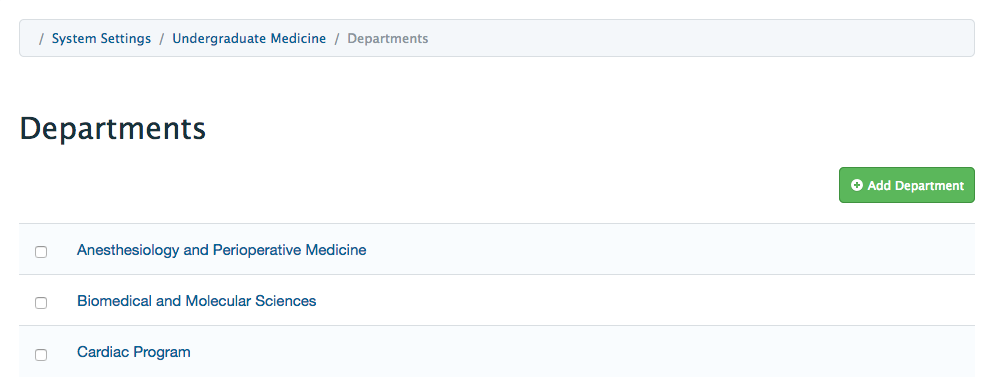 / System Settings / Undergraduate Medicine / Departments
Departments
Add Department
Anesthesiology and Perioperative Medicine
Biomedical and Molecular Sciences
Cardiac Program